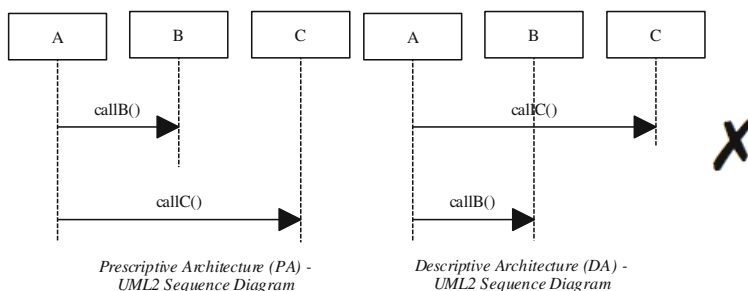 A B C A B C
callB() callC()
callC() callB()
Prescriptive Architecture (PA) - Descriptive Architecture (DA) -
UML2 Sequence Diagram UML2 Sequence Diagram